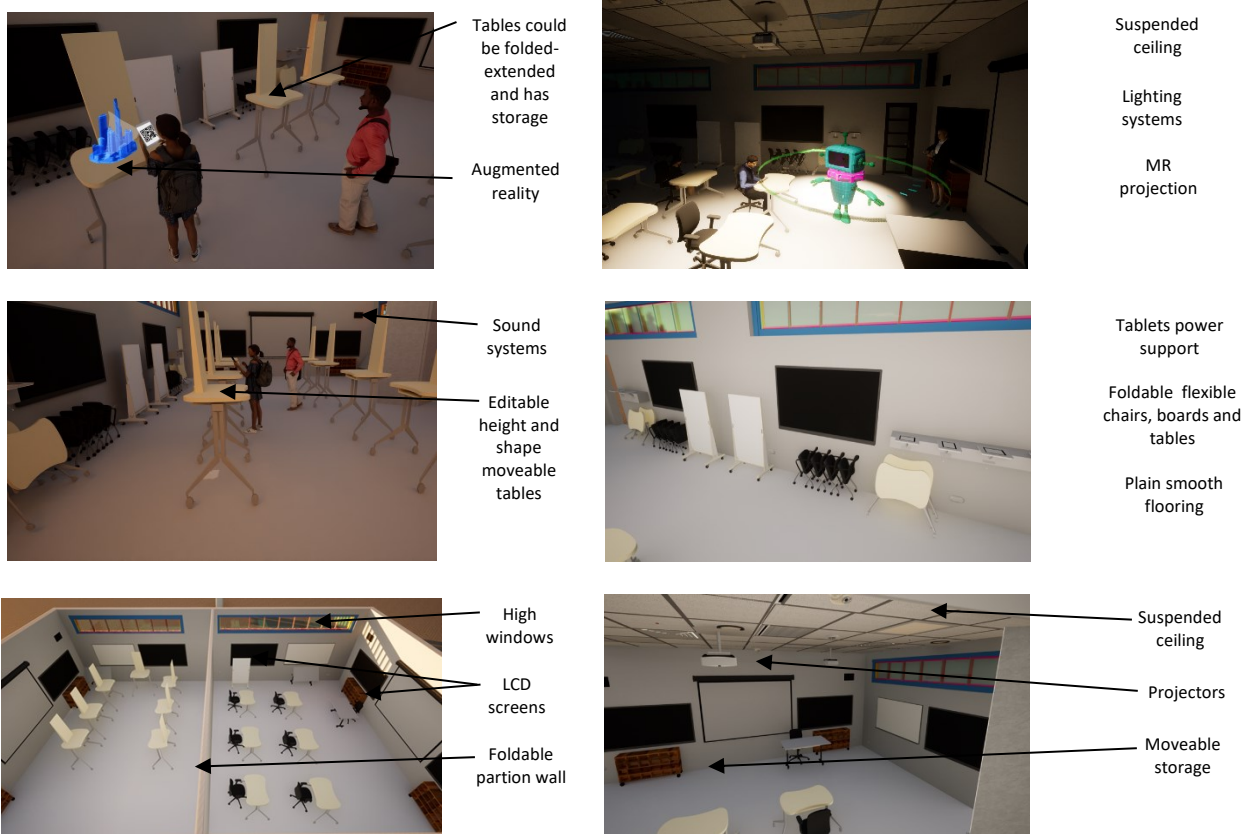 Tables could
be folded-
extended
and has
storage
Augmented
reality
Suspended
ceiling
Lighting
systems
MR
projection
Sound
systems
Editable
height and
shape
moveable
tables
Tablets power
support
Foldable flexible
chairs, boards and
tables
Plain smooth
flooring
High
windows
LCD
screens
Foldable
partion wall
Suspended
ceiling
Projectors
Moveable
storage